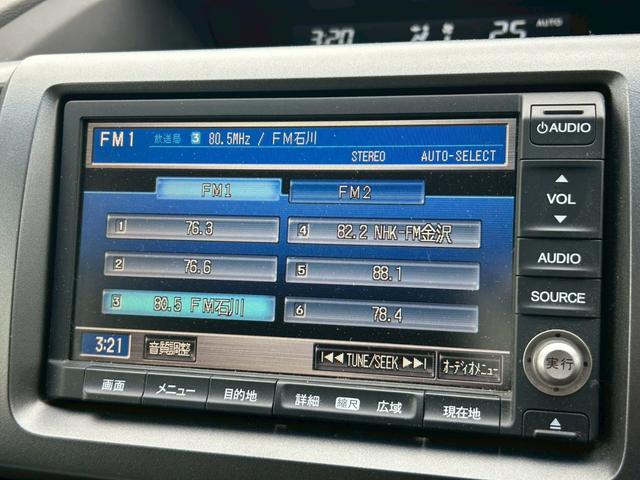 3:20 25 AUTO
FM1 放送局 3 80.5MHz / FM石川
STEREO AUTO-SELECT
FM1 FM2
1 76.3
4 82.2 NHK-FM金沢
2 76.6
5 88.1
3 80.5 FM石川
6 78.4
3:21 音質調整 TUNE/SEEK オーディオメニュー
画面 メニュー 目的地 詳細 縮尺 広域 現在地
AUDIO
VOL
AUDIO
SOURCE
実行